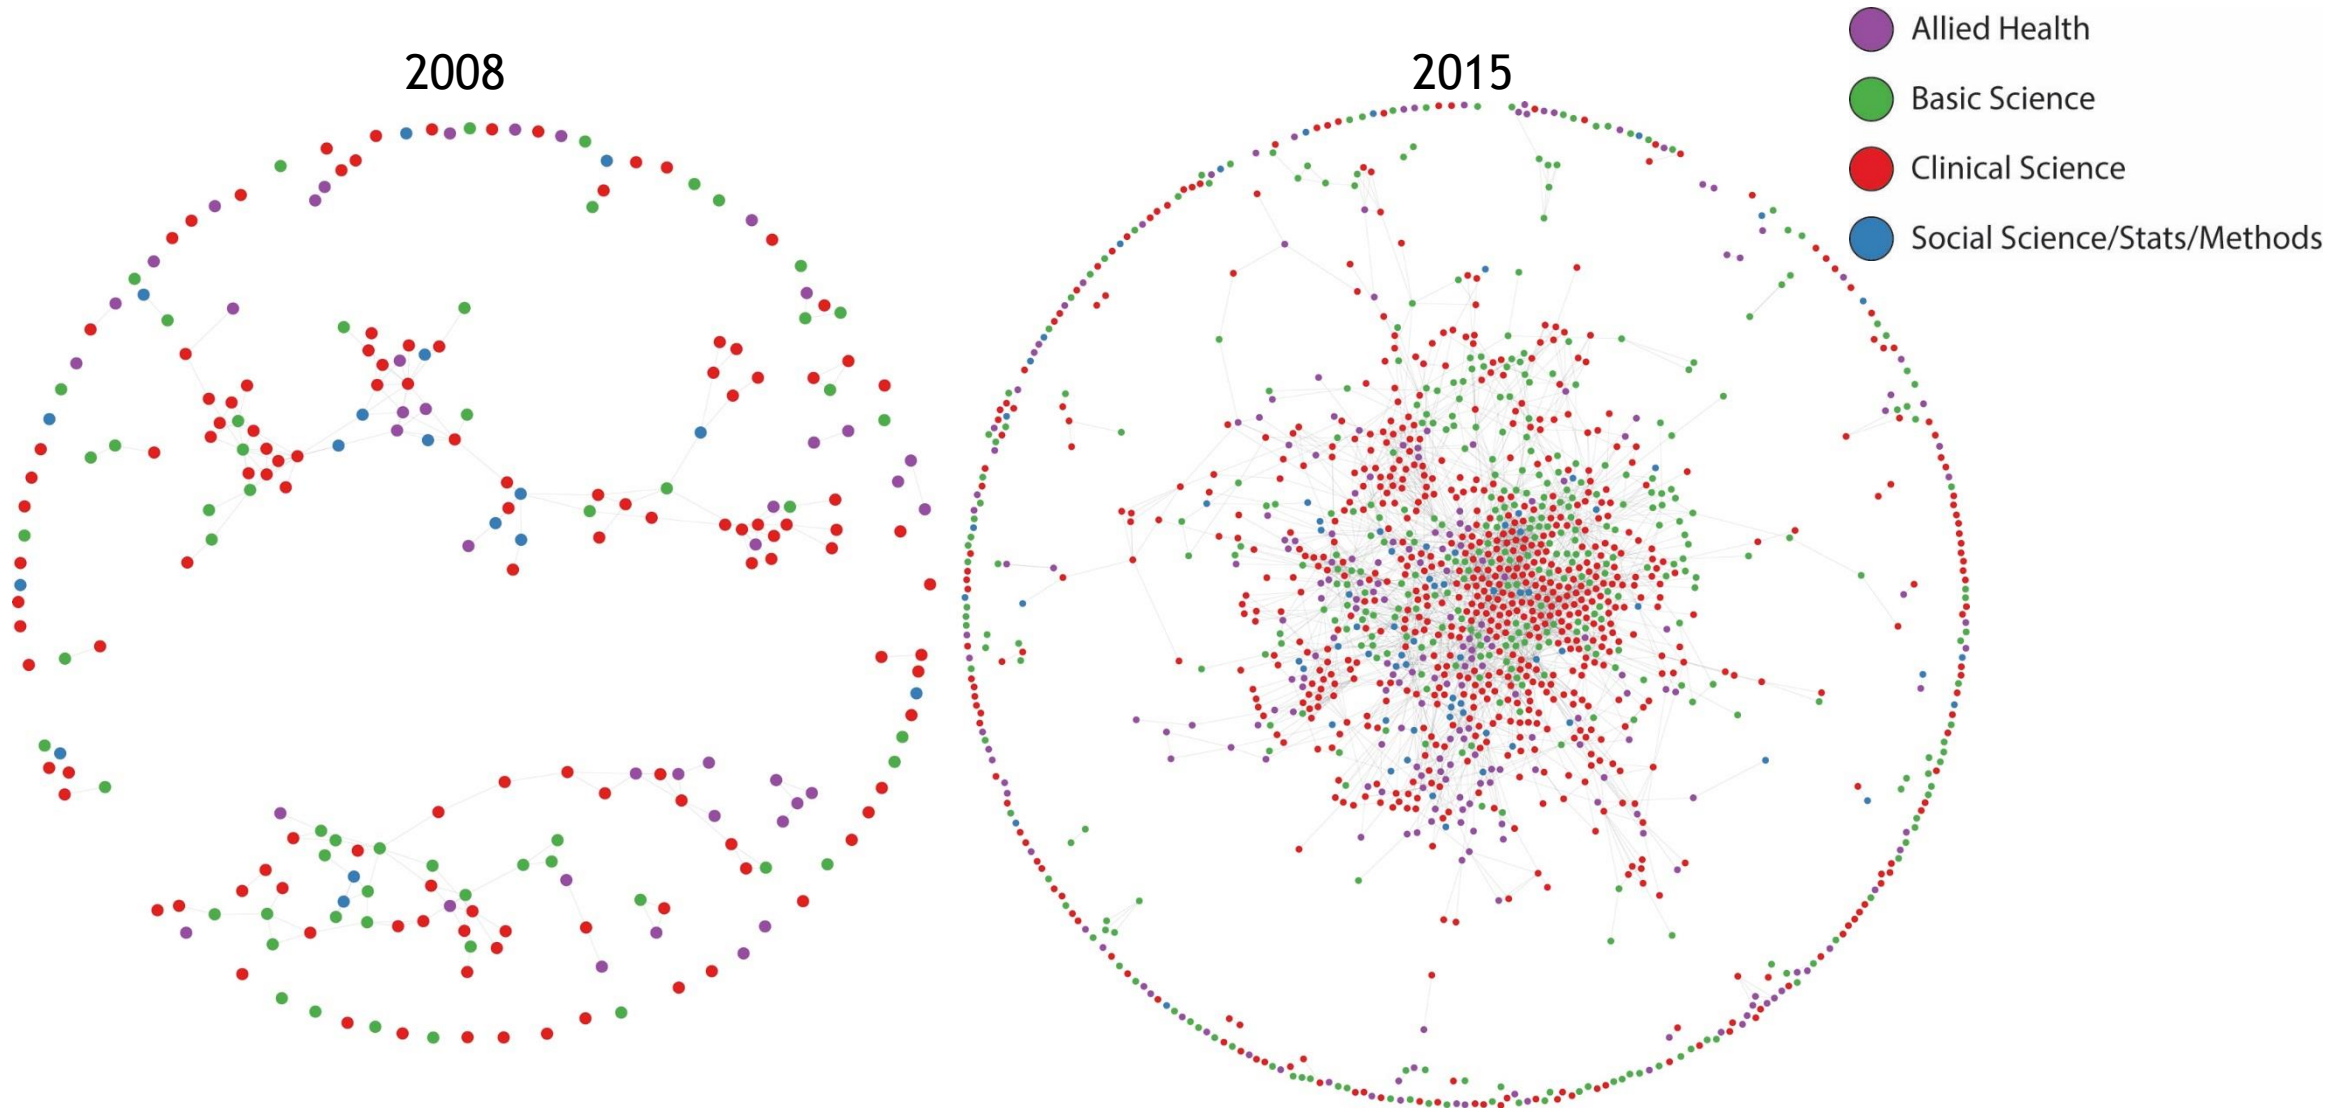 2008
2015
Allied Health
Basic Science
Clinical Science
Social Science/Stats/Methods